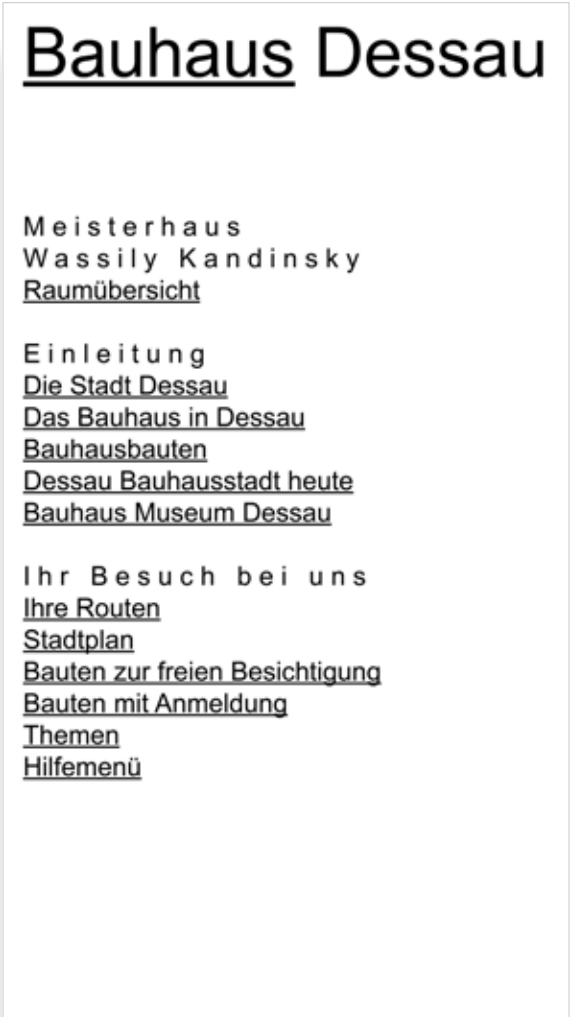 Bauhaus Dessau
Meisterhaus
Wassily Kandinsky
Raumübersicht
Einleitung
Die Stadt Dessau
Das Bauhaus in Dessau
Bauhausbauten
Dessau Bauhausstadt heute
Bauhaus Museum Dessau
Ihr Besuch bei uns
Ihre Routen
Stadtplan
Bauten zur freien Besichtigung
Bauten mit Anmeldung
Themen
Hilfemenü